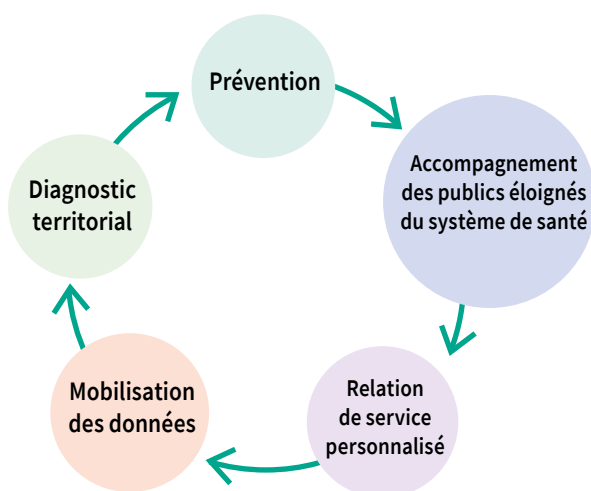 Prévention
Accompagnement
des publics éloignés
du système de santé
Relation
de service
personnalisé
Mobilisation
des données
Diagnostic
territorial